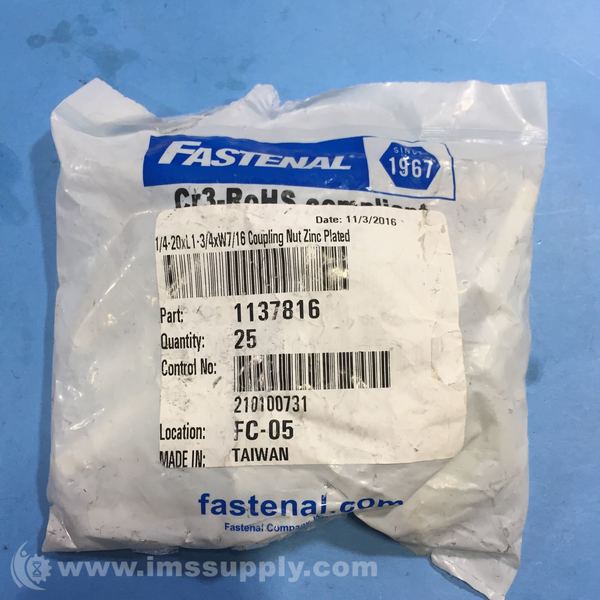 FASTENAL
SINCE
1967
Cr3-RoHS compliant
Date: 11/3/2016
1/4-20xL1-3/4xW7/16 Coupling Nut Zinc Plated
Part: 1137816
Quantity: 25
Control No:
210100731
Location: FC-05
MADE IN: TAIWAN
fastenal.com
Fastenal Company
www.imssupply.com